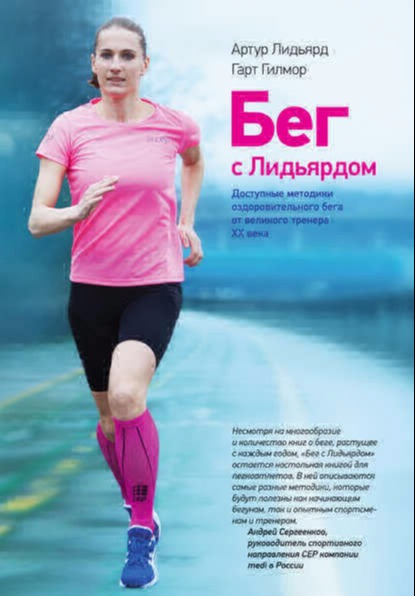 Артур Лидьярд
Гарт Гилмор
Бег
с Лидьярдом
Доступные методики
оздоровительного бега
от великого тренера
XX века
Несмотря на многообразие
и количество книг о беге, растущее
с каждым годом, «Бег с Лидьярдом»
остается настольной книгой для
легкоатлетов. В ней описываются
самые разные методики, которые
будут полезны как начинающим
бегунам, так и опытным спортсме-
нам и тренерам.
Андрей Сергеенков,
руководитель спортивного
направления CEP компании
medi в России
cep